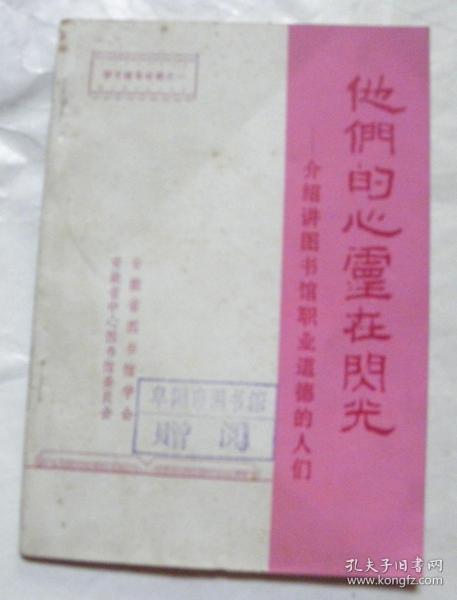 他們的心靈在閃光
——介绍讲图书馆职业道德的人们
安徽省图书馆学会
安徽省中心图书馆委员会
阜阳市图书馆
赠阅
孔夫子旧书网
www.kongfz.com